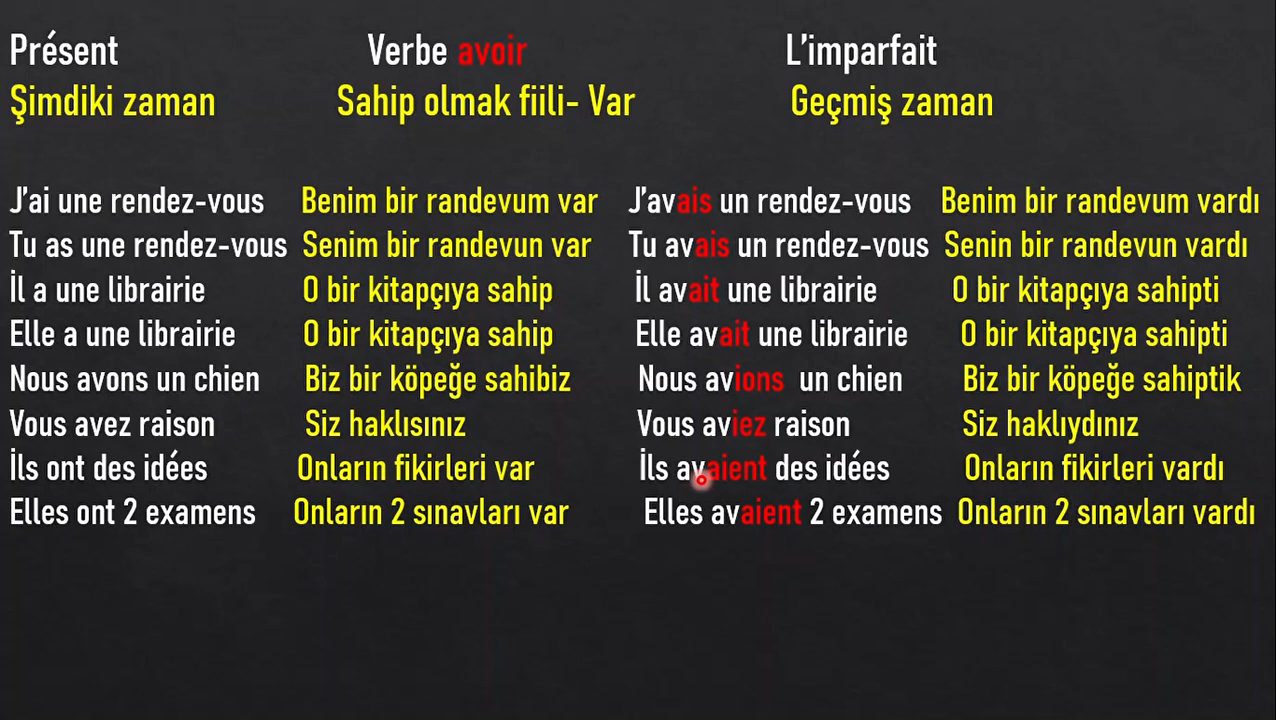 Présent Verbe avoir L'imparfait
Şimdiki zaman Sahip olmak fiili- Var Geçmiş zaman
J'ai une rendez-vous Benim bir randevum var J'avais un rendez-vous Benim bir randevum vardı
Tu as une rendez-vous Senim bir randevun var Tu avais un rendez-vous Senin bir randevun vardı
İl a une librairie O bir kitapçıya sahip İl avait une librairie O bir kitapçıya sahipti
Elle a une librairie O bir kitapçıya sahip Elle avait une librairie O bir kitapçıya sahipti
Nous avons un chien Biz bir köpeğe sahibiz Nous avions un chien Biz bir köpeğe sahiptik
Vous avez raison Siz haklısınız Vous aviez raison Siz haklıydınız
İls ont des idées Onların fikirleri var İls avaient des idées Onların fikirleri vardı
Elles ont 2 examens Onların 2 sınavları var Elles avaient 2 examens Onların 2 sınavları vardı